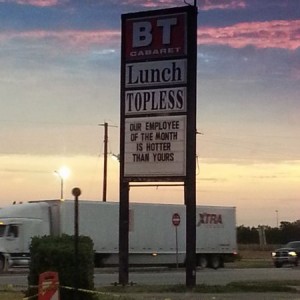 BT
CABARET
Lunch
TOPLESS
OUR EMPLOYEE
OF THE MONTH
IS HOTTER
THAN YOURS
XTRA